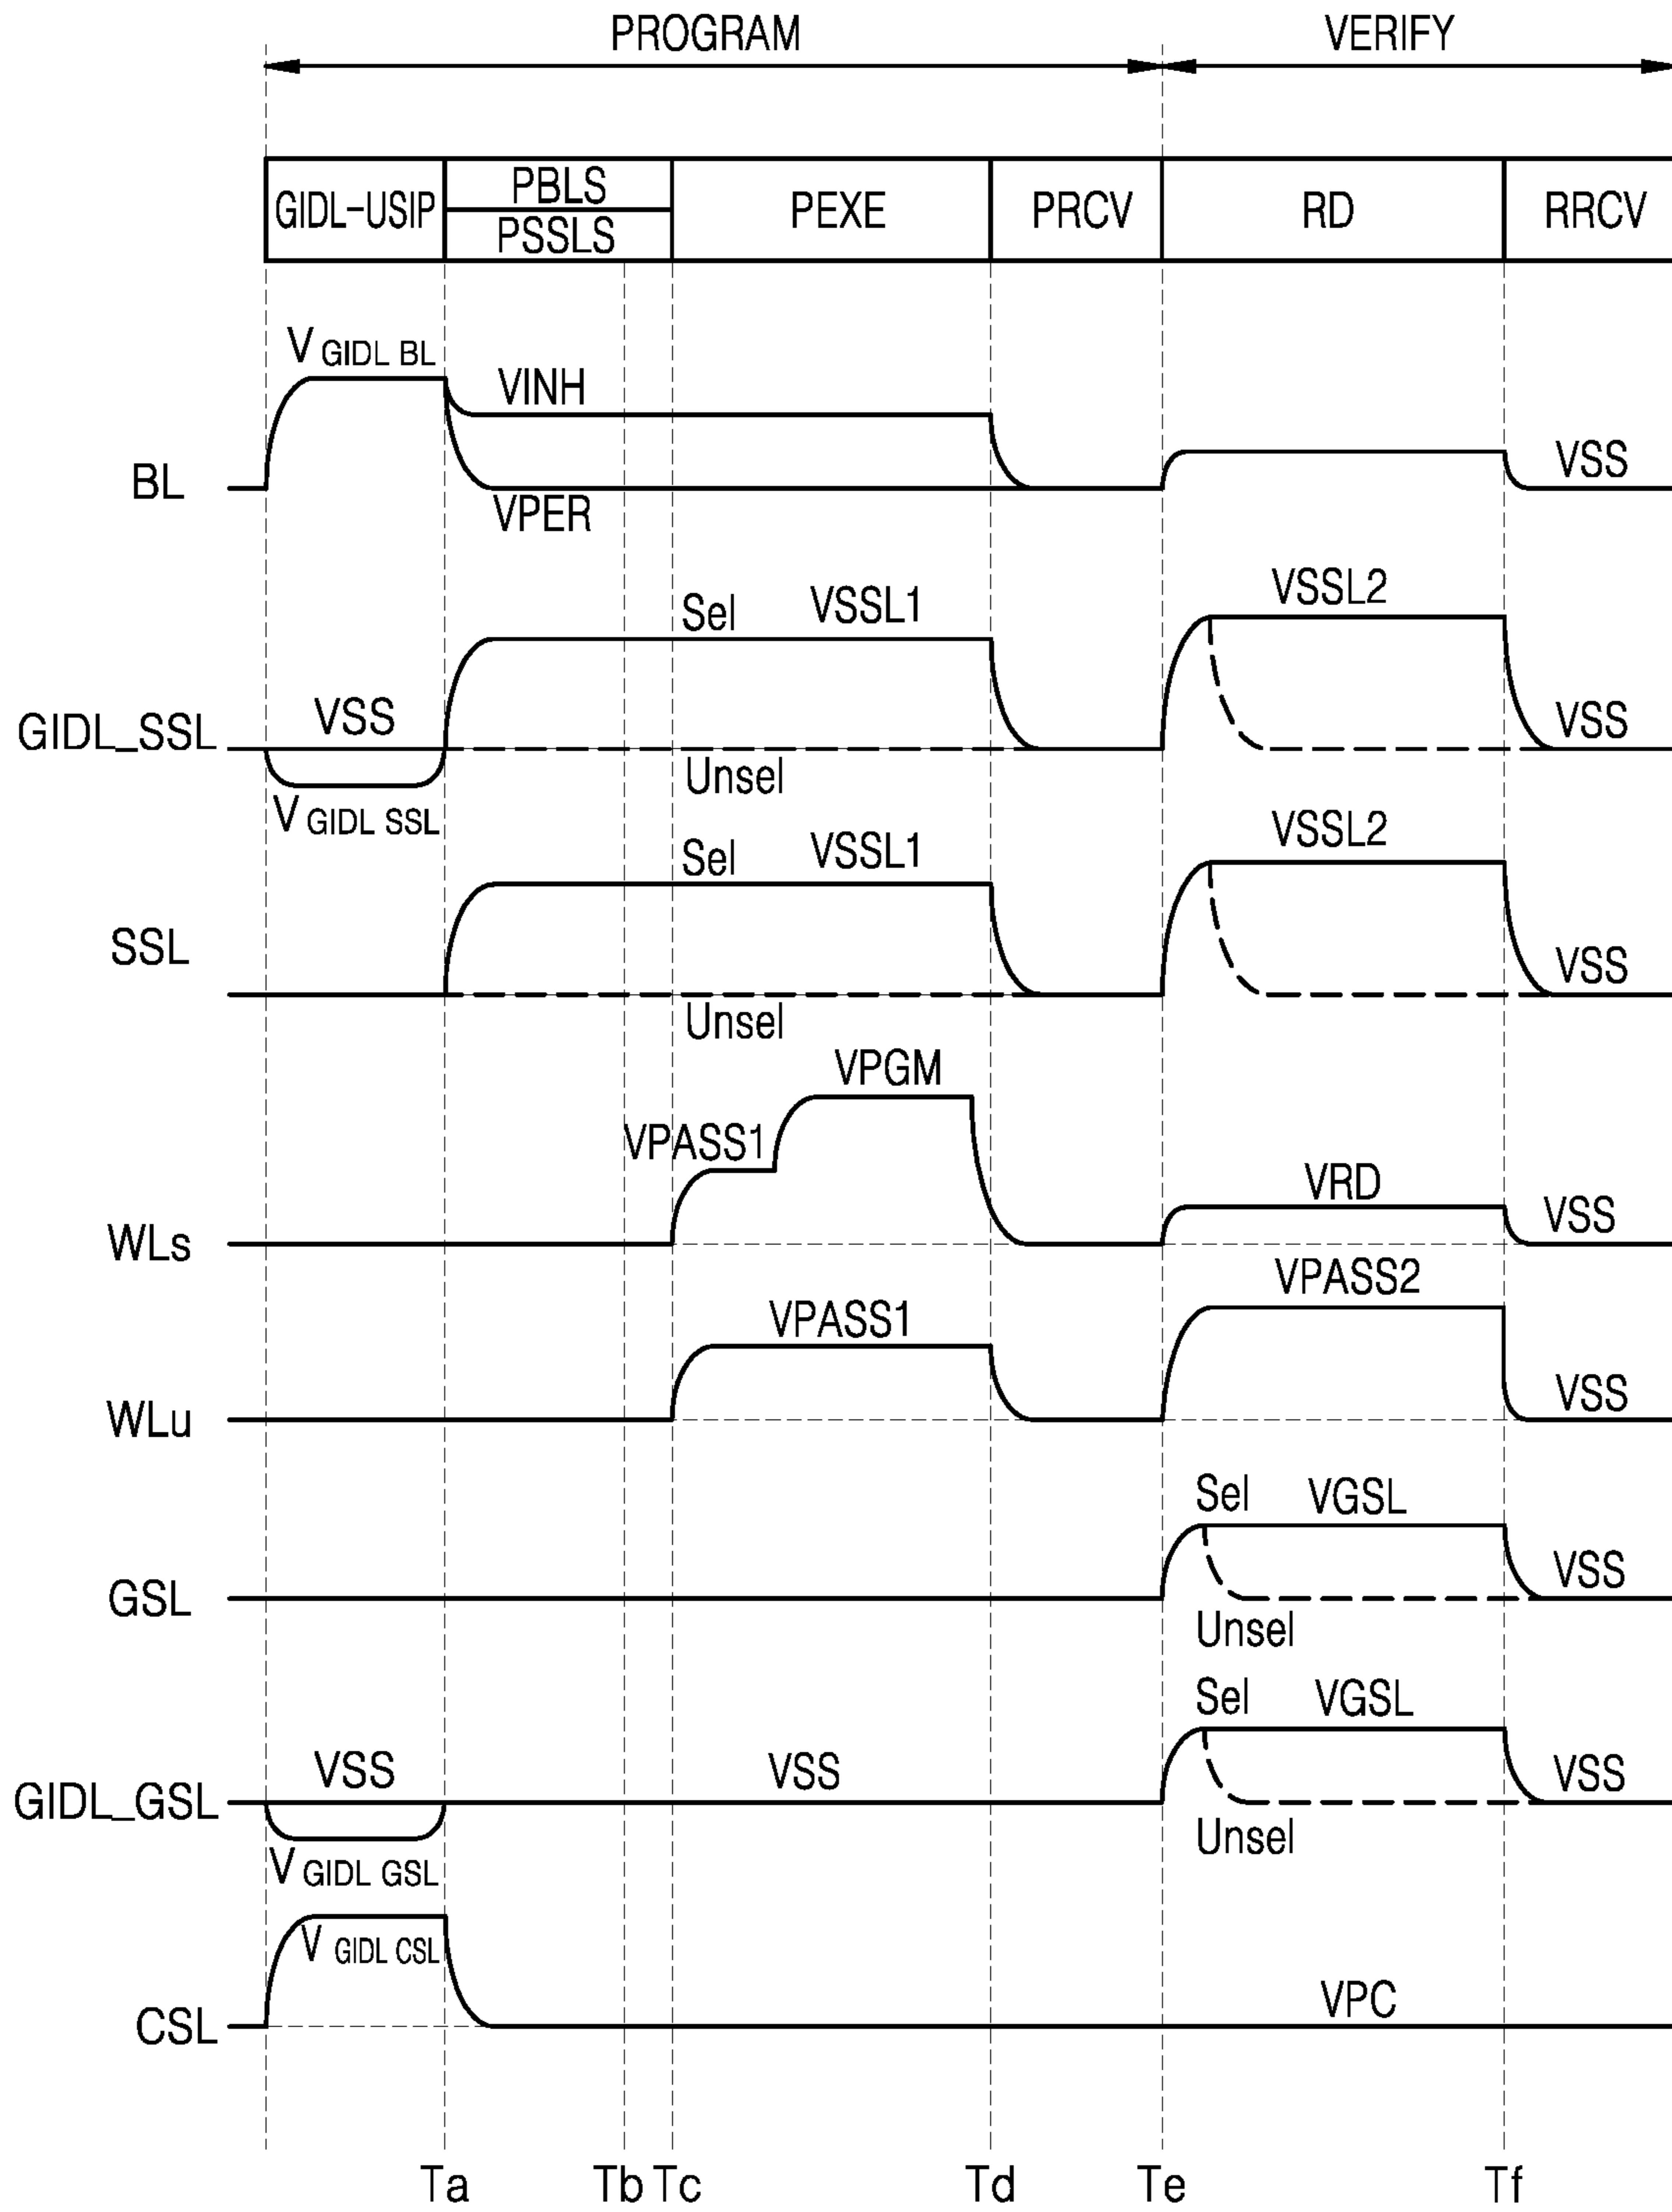 PROGRAM VERIFY
GIDL-USIP PBLS PSSLS PEXE PRCV RD RRCV
V GIDL BL
VINH
BL VPER VSS
Sel VSSL1 VSSL2
GIDL_SSL VSS VSS
Unsel
V GIDL SSL
Sel VSSL1 VSSL2
SSL VSS
Unsel
VPGM
VPASS1
WLs VRD VSS
VPASS1 VPASS2
WLu VSS
Sel VGSL
GSL VSS
Unsel
Sel VGSL
GIDL_GSL VSS VSS VSS
Unsel
V GIDL GSL
V GIDL CSL
CSL VPC
Ta Tb Tc Td Te Tf